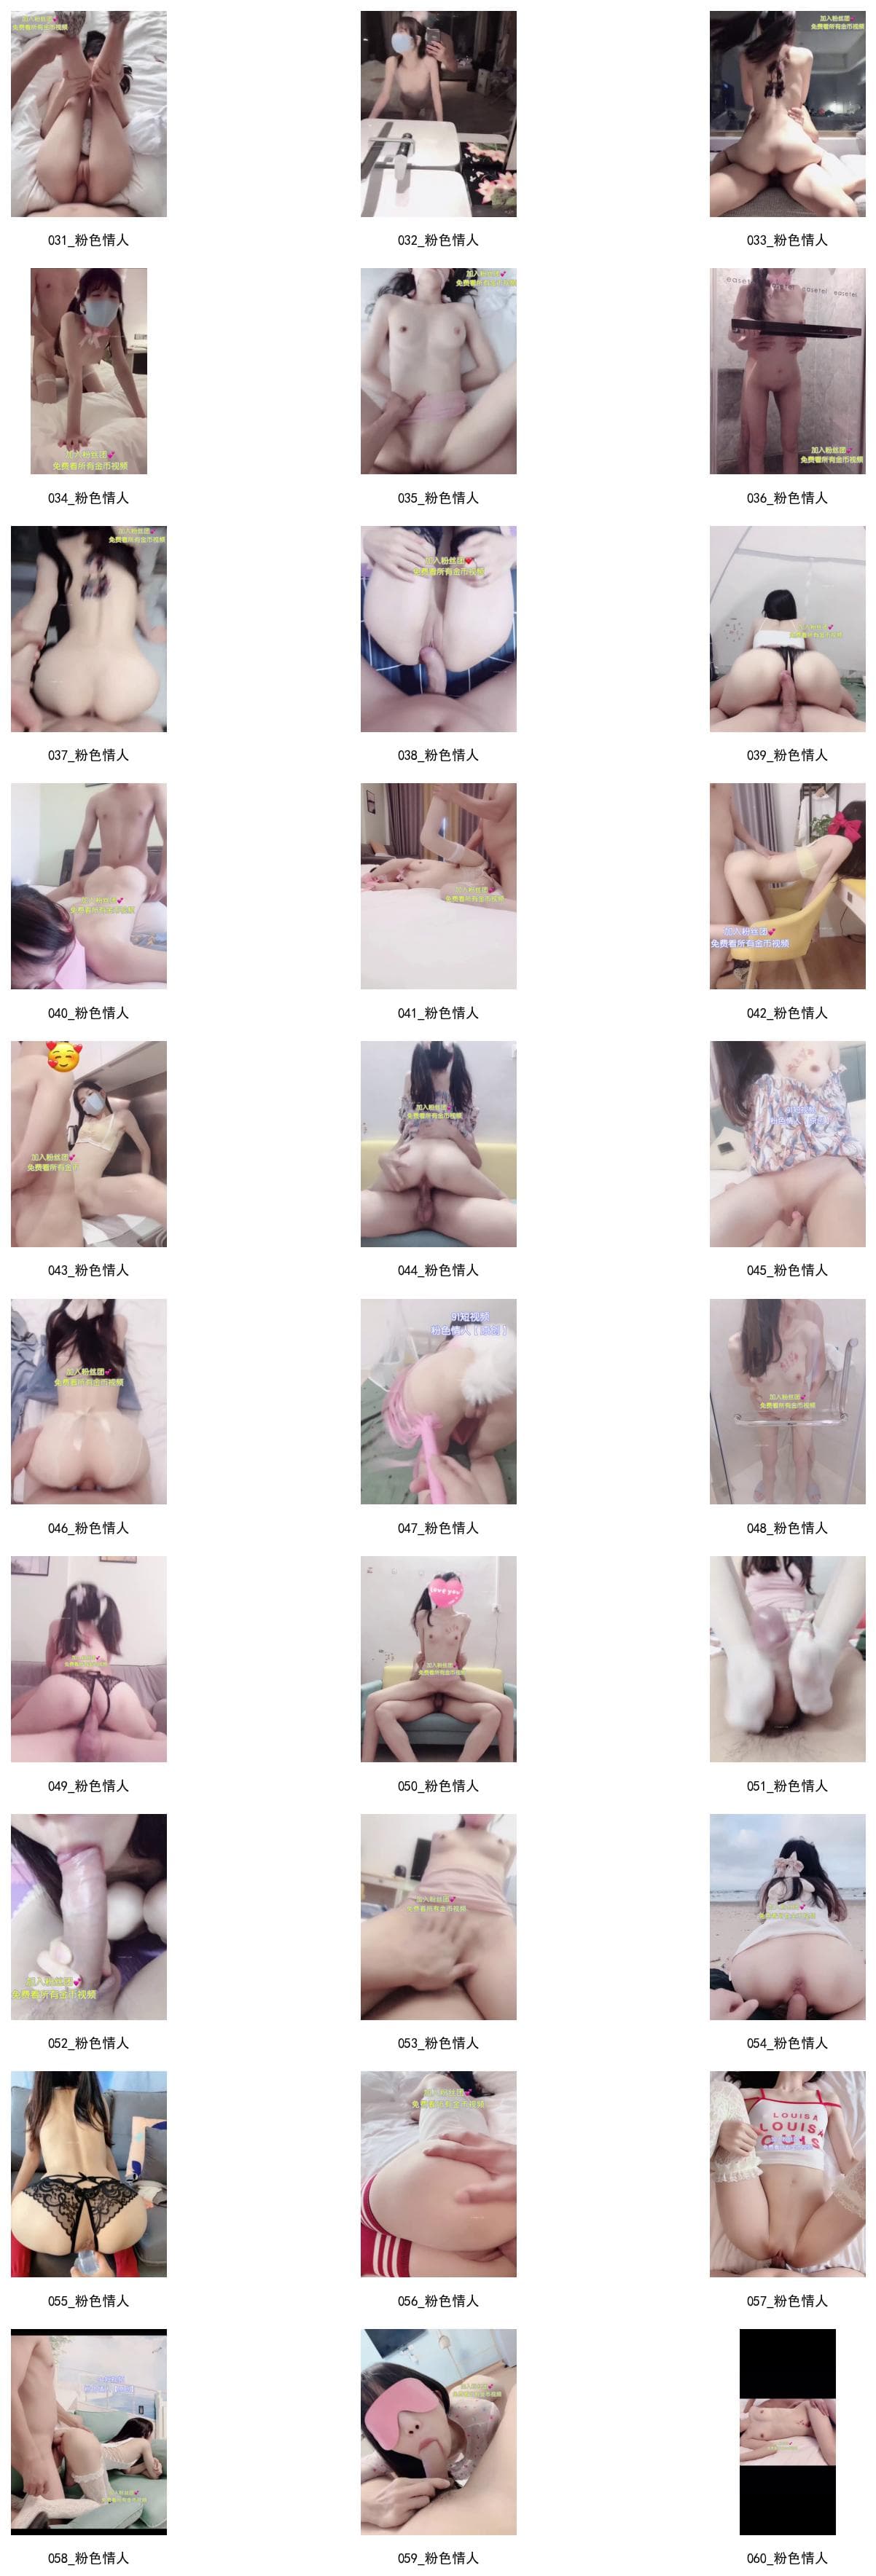 加入粉丝团💕
免费看所有金币视频
加入粉丝团💕
免费看所有金币视频
031_粉色情人
032_粉色情人
033_粉色情人
加入粉丝团💕
免费看所有金币视频
easetel easetel
加入粉丝团💕
免费看所有金币视频
加入粉丝团💕
免费看所有金币视频
034_粉色情人
035_粉色情人
036_粉色情人
加入粉丝团💕
免费看所有金币视频
加入粉丝团
免费看所有金币视频
加入粉丝团💕
免费看所有金币视频
037_粉色情人
038_粉色情人
039_粉色情人
加入粉丝团💕
免费看所有金币视频
加入粉丝团💕
免费看所有金币视频
加入粉丝团💕
免费看所有金币视频
040_粉色情人
041_粉色情人
042_粉色情人
加入粉丝团💕
免费看所有金币
加入粉丝团💕
免费看所有金币视频
043_粉色情人
044_粉色情人
045_粉色情人
加入粉丝团💕
免费看所有金币视频
91短视频
粉色情人【原创】
加入粉丝团💕
免费看所有金币视频
046_粉色情人
047_粉色情人
048_粉色情人
love you
加入粉丝团💕
免费看所有金币视频
加入粉丝团💕
免费看所有金币视频
049_粉色情人
050_粉色情人
051_粉色情人
加入粉丝团💕
免费看所有金币视频
加入粉丝团💕
免费看所有金币视频
加入粉丝团💕
免费看所有金币视频
052_粉色情人
053_粉色情人
054_粉色情人
加入粉丝团💕
免费看所有金币视频
LOUISA
LOUISA
055_粉色情人
056_粉色情人
057_粉色情人
加入粉丝团💕
免费看所有金币视频
加入粉丝团💕
免费看所有金币视频
058_粉色情人
059_粉色情人
060_粉色情人